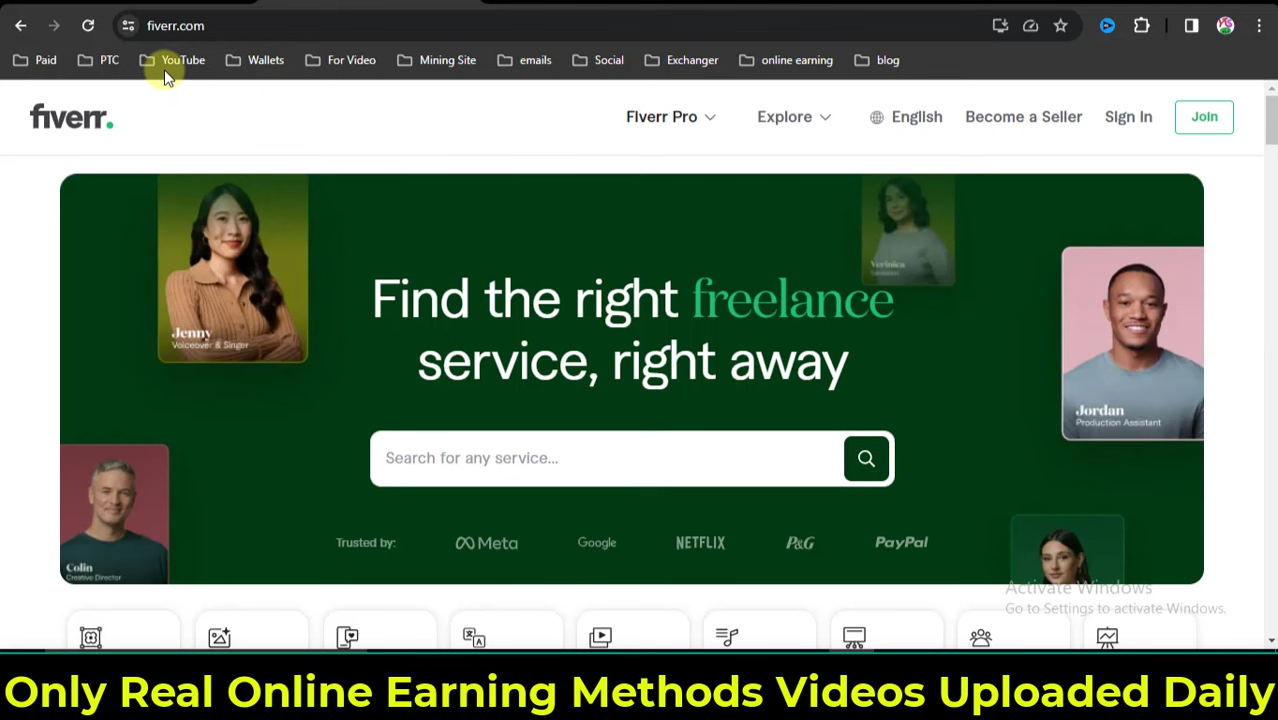 fiverr.com
Paid PTC YouTube Wallets For Video Mining Site emails Social Exchanger online earning blog
fiverr.
Fiverr Pro Explore English Become a Seller Sign In Join
Jenny
Voiceover & Singer
Find the right freelance
service, right away
Jordan
Production Assistant
Search for any service...
Trusted by: Meta Google NETFLIX P&G PayPal
Colin
Creative Director
Activate Windows
Go to Settings to activate Windows.
Only Real Online Earning Methods Videos Uploaded Daily